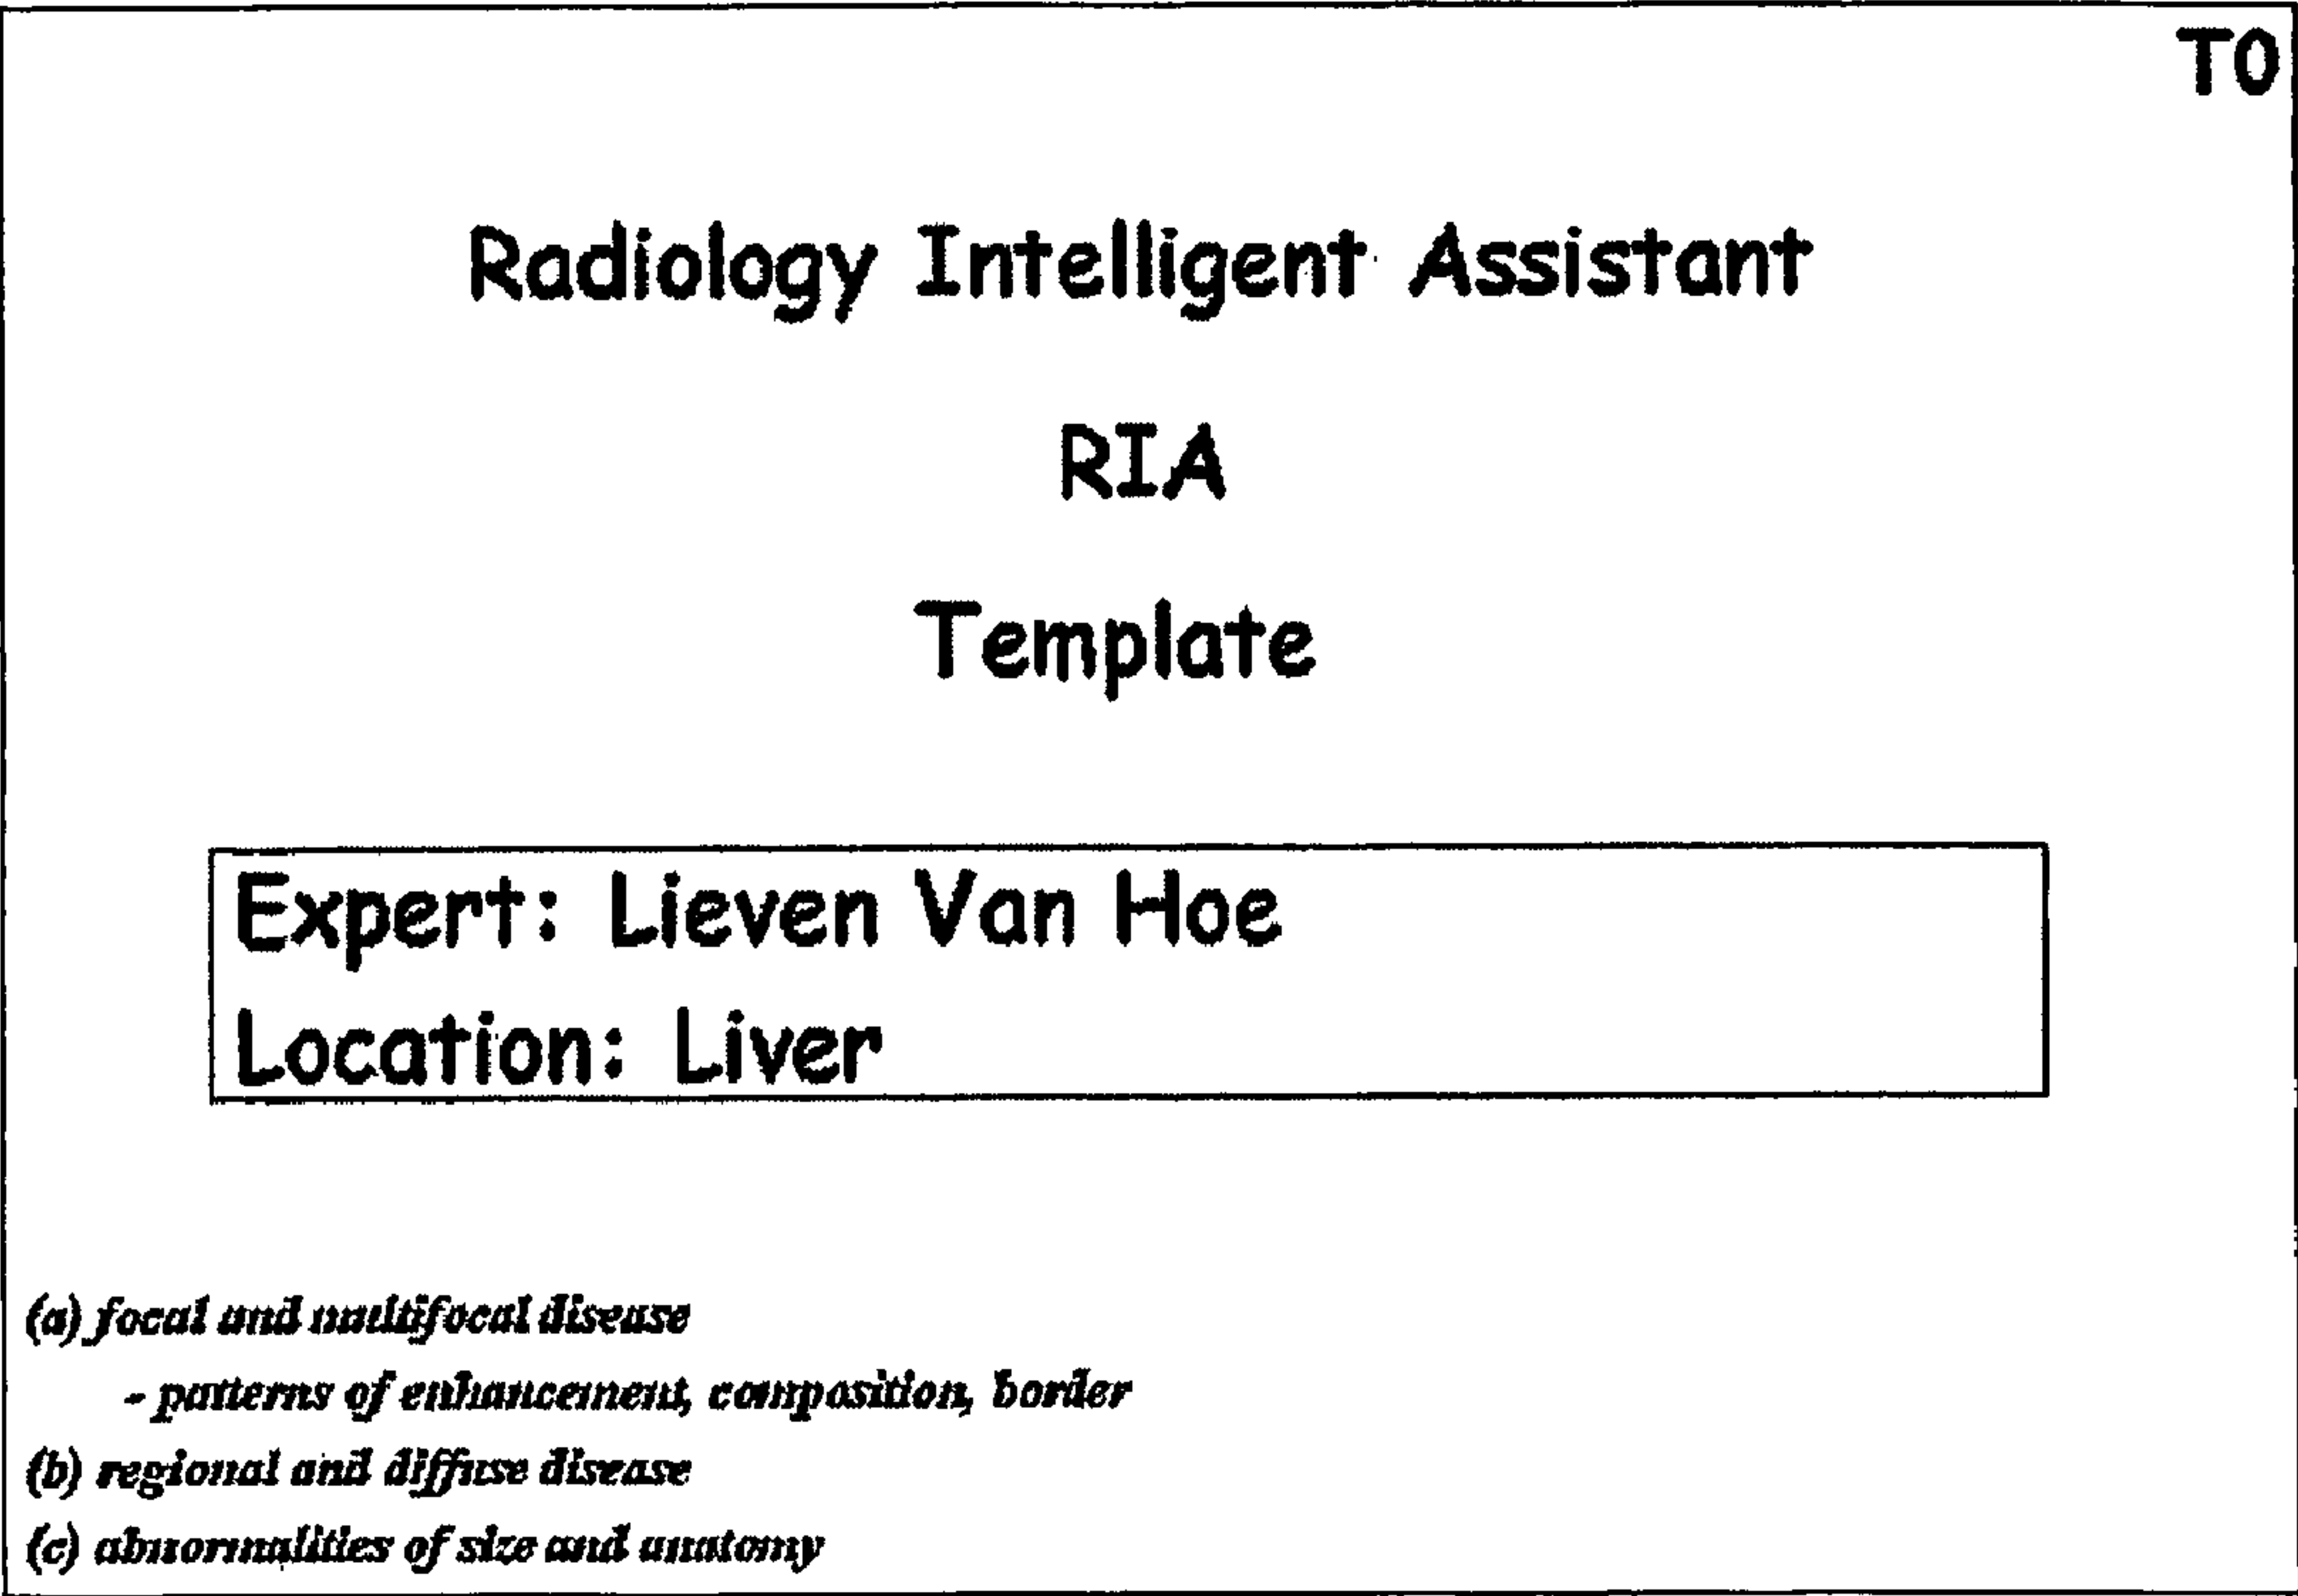 T0
Radiology Intelligent Assistant
RIA
Template
Expert: Lieven Van Hoe
Location: Liver
(a) focal and multifocal disease
- patterns of enhancement, composition, border
(b) regional and diffuse disease
(c) abnormalities of size and anatomy